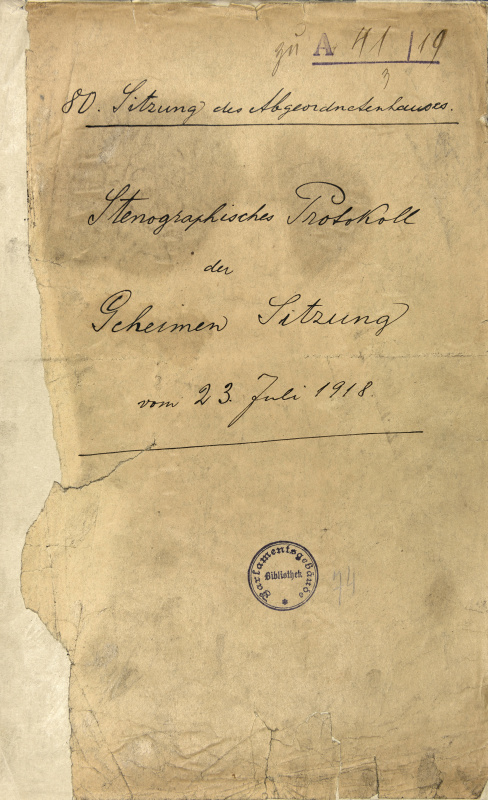 zu A 41/19
3
80. Sitzung des Abgeordnetenhauses.
Stenographisches Protokoll
der
Geheimen Sitzung
vom 23. Juli 1918.
Parlamentsgebäude
Bibliothek